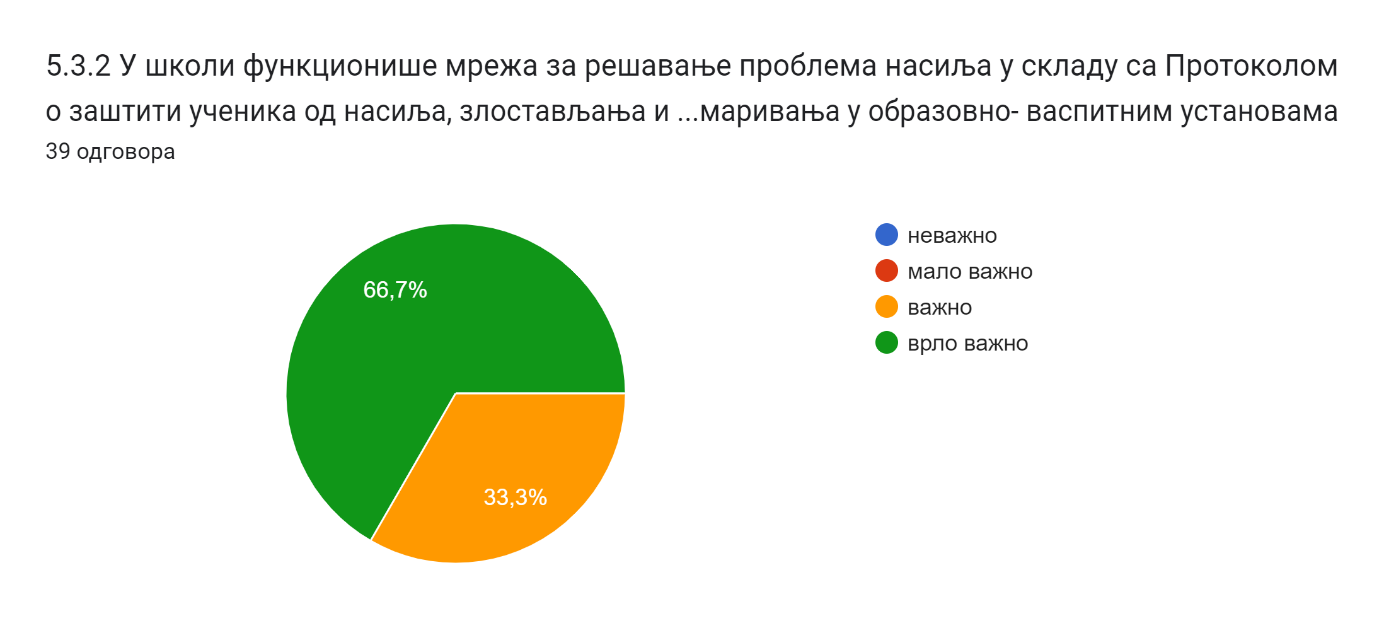 5.3.2 У школи функционише мрежа за решавање проблема насиља у складу са Протоколом
о заштити ученика од насиља, злостављања и ...маривања у образовно- васпитним установама
39 одговора
66,7%
33,3%
неважно
мало важно
важно
врло важно